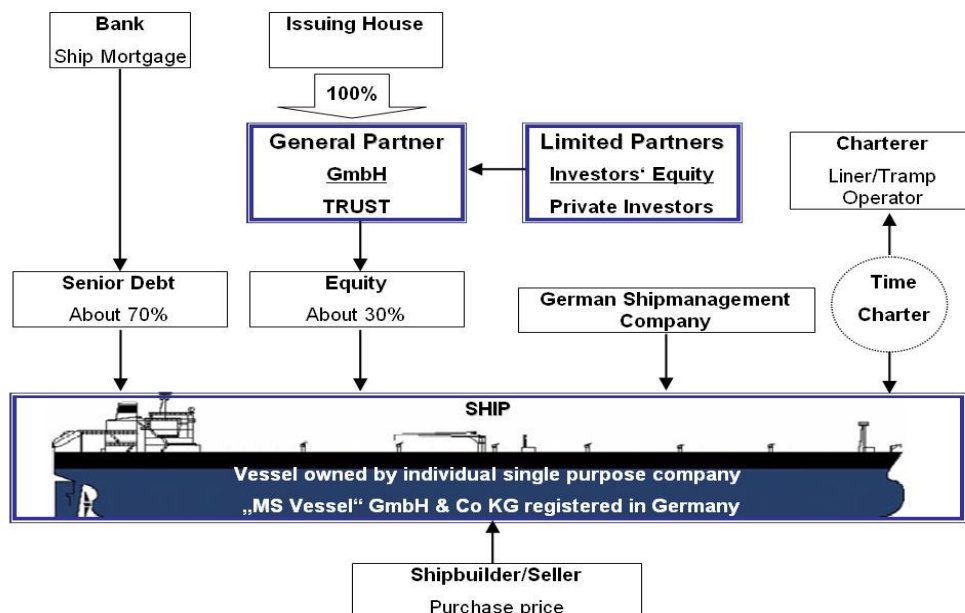 Bank
Ship Mortgage
Issuing House
100%
General Partner
GmbH
TRUST
Limited Partners
Investors‘ Equity
Private Investors
Charterer
Liner/Tramp
Operator
Senior Debt
About 70%
Equity
About 30%
German Shipmanagement
Company
Time
Charter
SHIP
Vessel owned by individual single purpose company
„MS Vessel“ GmbH & Co KG registered in Germany
Shipbuilder/Seller
Purchase price